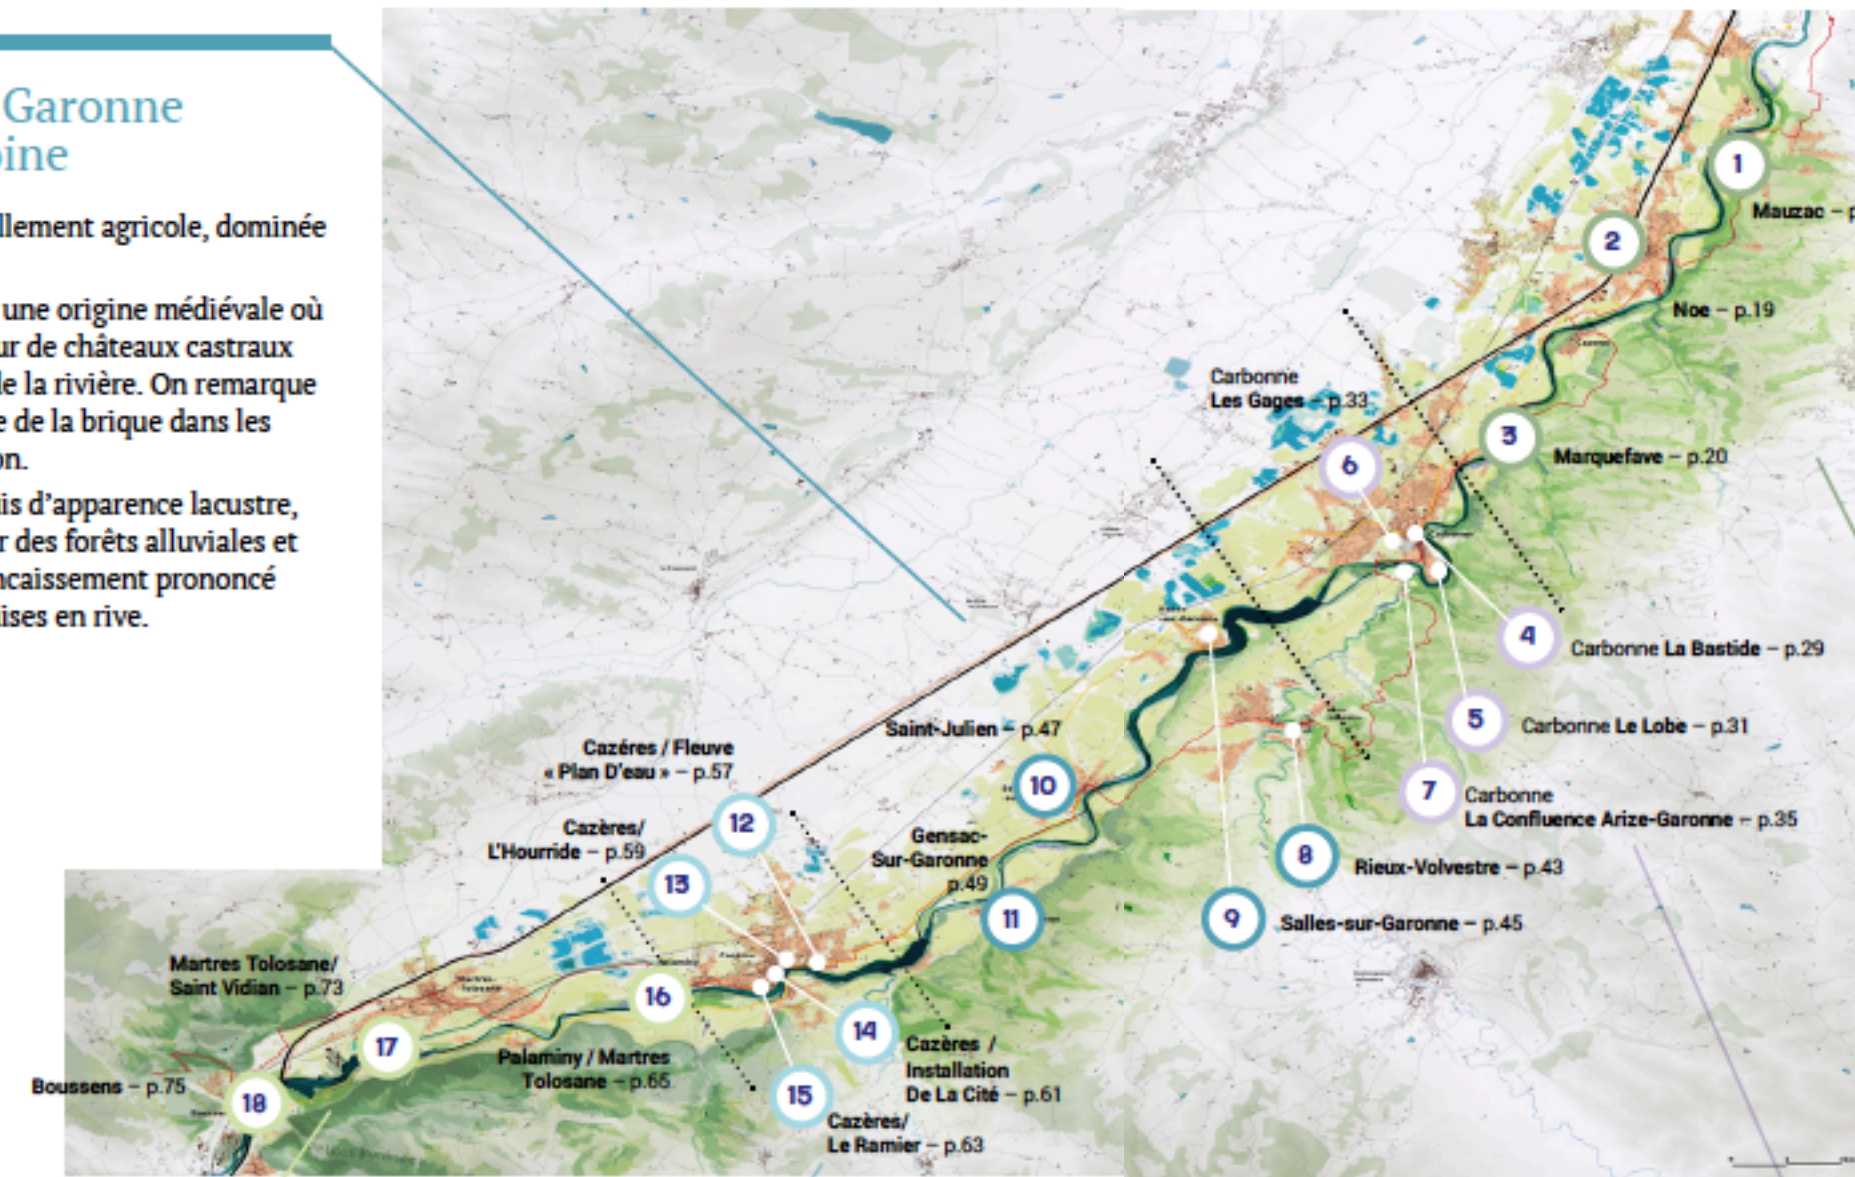 Garonne
oine
llement agricole, dominée
une origine médiévale où
ur de châteaux castraux
de la rivière. On remarque
e de la brique dans les
on.
is d’apparence lacustre,
r des forêts alluviales et
ncaissement prononcé
ises en rive.
1
Mauzac – p
2
Noe – p.19
3
Marquefave – p.20
Carbonne
Les Gages – p.33
6
4
Carbonne La Bastide – p.29
5
Carbonne Le Lobe – p.31
7
Carbonne
La Confluence Arize-Garonne – p.35
8
Rieux-Volvestre – p.43
9
Salles-sur-Garonne – p.45
Saint-Julien – p.47
10
Gensac-
Sur-Garonne
p.49
11
Cazéres / Fleuve
« Plan D'eau » – p.57
12
Cazères/
L'Hourride – p.59
13
14
Cazères /
Installation
De La Cité – p.61
15
Cazères/
Le Ramier – p.63
16
Palaminy / Martres
Tolosane – p.65
Martres Tolosane/
Saint Vidian – p.73
17
Boussens – p.75
18